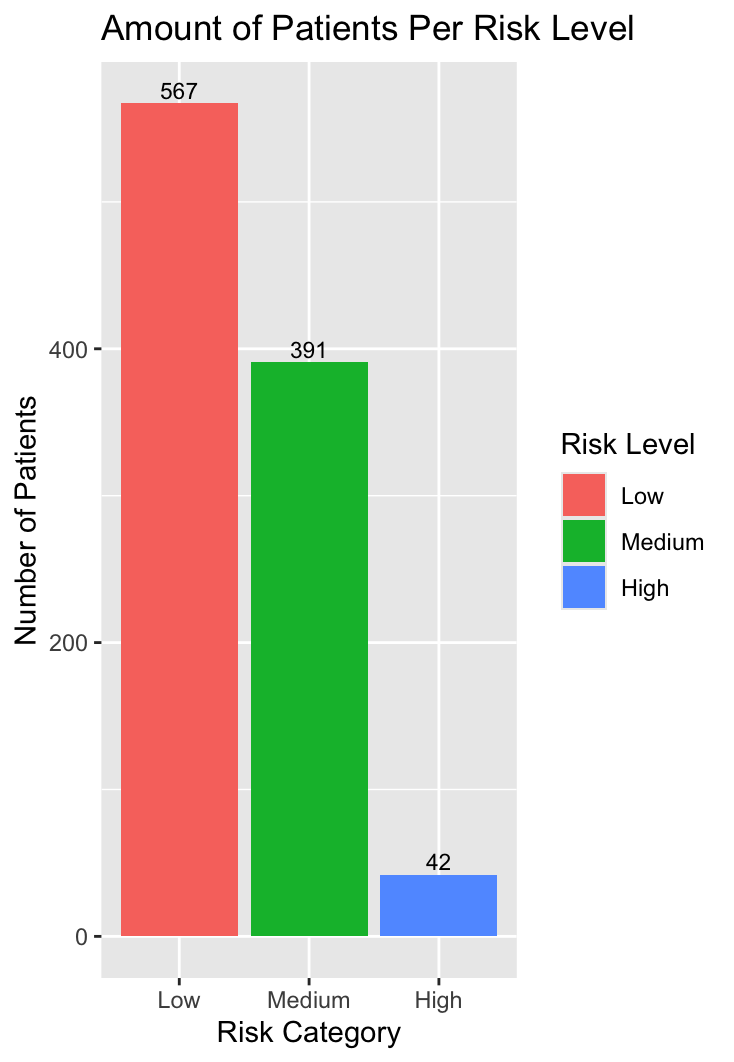 Amount of Patients Per Risk Level
567
391
42
400
200
0
Number of Patients
Low
Medium
High
Risk Category
Risk Level
Low
Medium
High